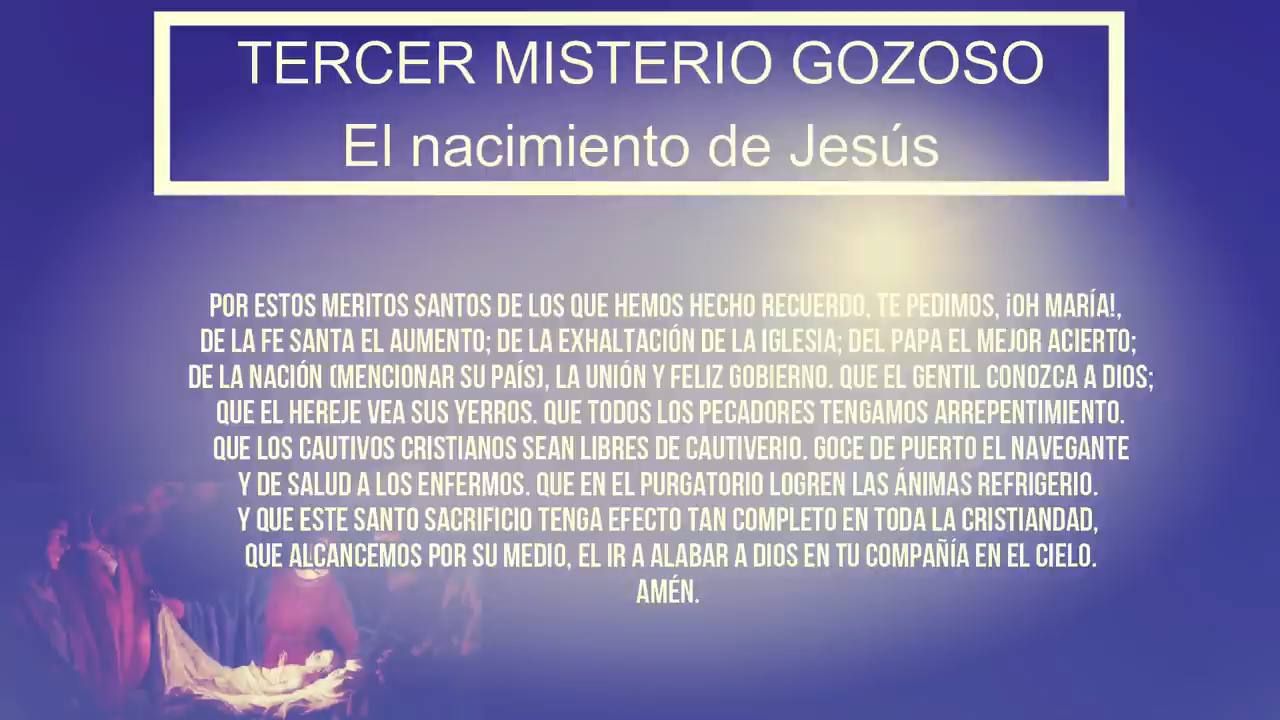 TERCER MISTERIO GOZOSO
El nacimiento de Jesús
POR ESTOS MERITOS SANTOS DE LOS QUE HEMOS HECHO RECUERDO, TE PEDIMOS, ¡OH MARÍA!,
DE LA FE SANTA EL AUMENTO; DE LA EXHALTACIÓN DE LA IGLESIA; DEL PAPA EL MEJOR ACIERTO;
DE LA NACIÓN (MENCIONAR SU PAÍS), LA UNIÓN Y FELIZ GOBIERNO. QUE EL GENTIL CONOZCA A DIOS;
QUE EL HEREJE VEA SUS YERROS. QUE TODOS LOS PECADORES TENGAMOS ARREPENTIMIENTO.
QUE LOS CAUTIVOS CRISTIANOS SEAN LIBRES DE CAUTIVERIO. GOCE DE PUERTO EL NAVEGANTE
Y DE SALUD A LOS ENFERMOS. QUE EN EL PURGATORIO LOGREN LAS ÁNIMAS REFRIGERIO.
Y QUE ESTE SANTO SACRIFICIO TENGA EFECTO TAN COMPLETO EN TODA LA CRISTIANDAD,
QUE ALCANCEMOS POR SU MEDIO, EL IR A ALABAR A DIOS EN TU COMPAÑÍA EN EL CIELO.
AMÉN.